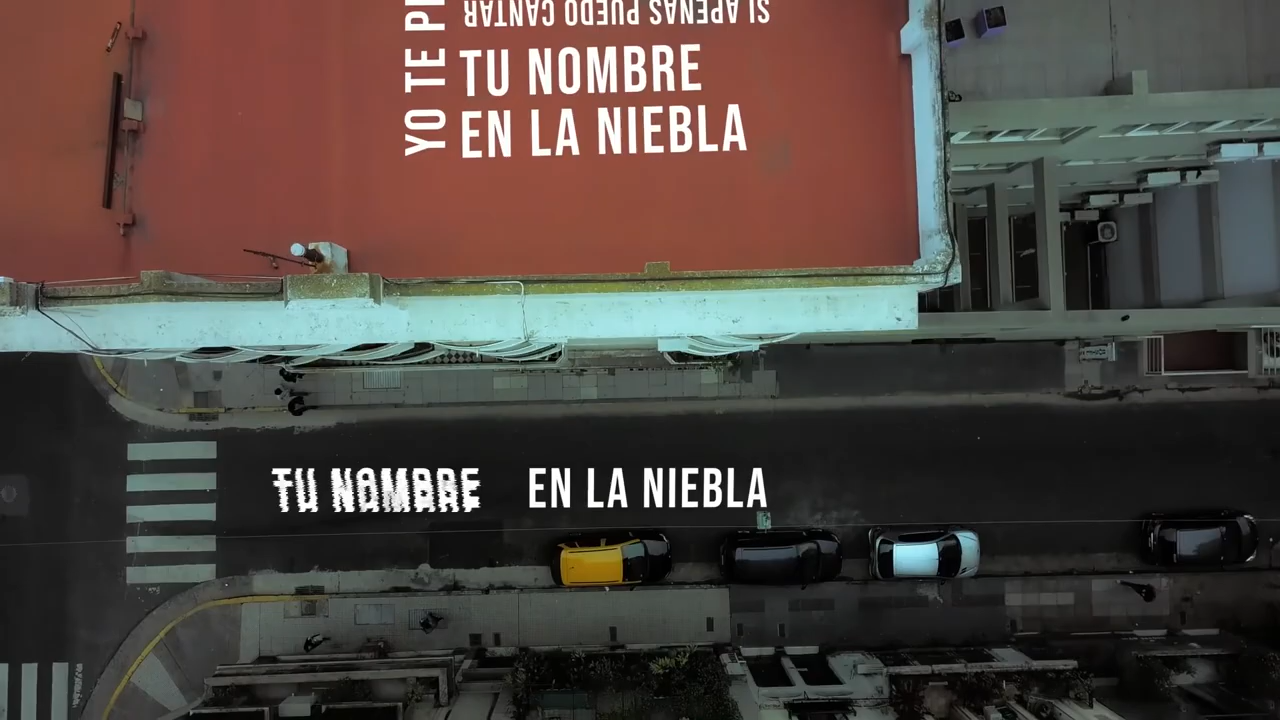 YO TE P
SI APENAS PUEDO CANTAR
TU NOMBRE
EN LA NIEBLA
TU NOMBRE EN LA NIEBLA